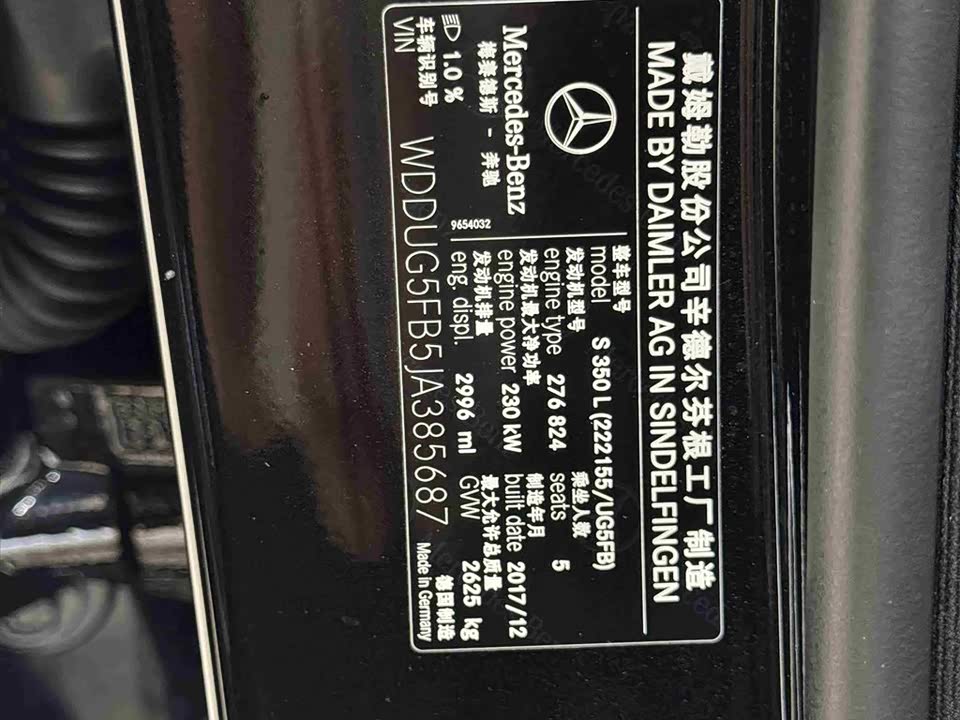 戴姆勒股份公司辛德尔芬根工厂制造
MADE BY DAIMLER AG IN SINDELFINGEN
Mercedes-Benz
梅赛德斯 - 奔驰
1.0 %
9654032
整车型号
model S 350 L (222155/UG5FB)
发动机型号 乘坐人数
engine type 276 824 seats 5
发动机最大净功率 制造年月
engine power 230 kW built date 2017/12
发动机排量 最大允许总质量
eng. displ. 2996 ml GVW 2625 kg
车辆识别号 德国制造
VIN WDDUG5FB5JA385687 Made in Germany